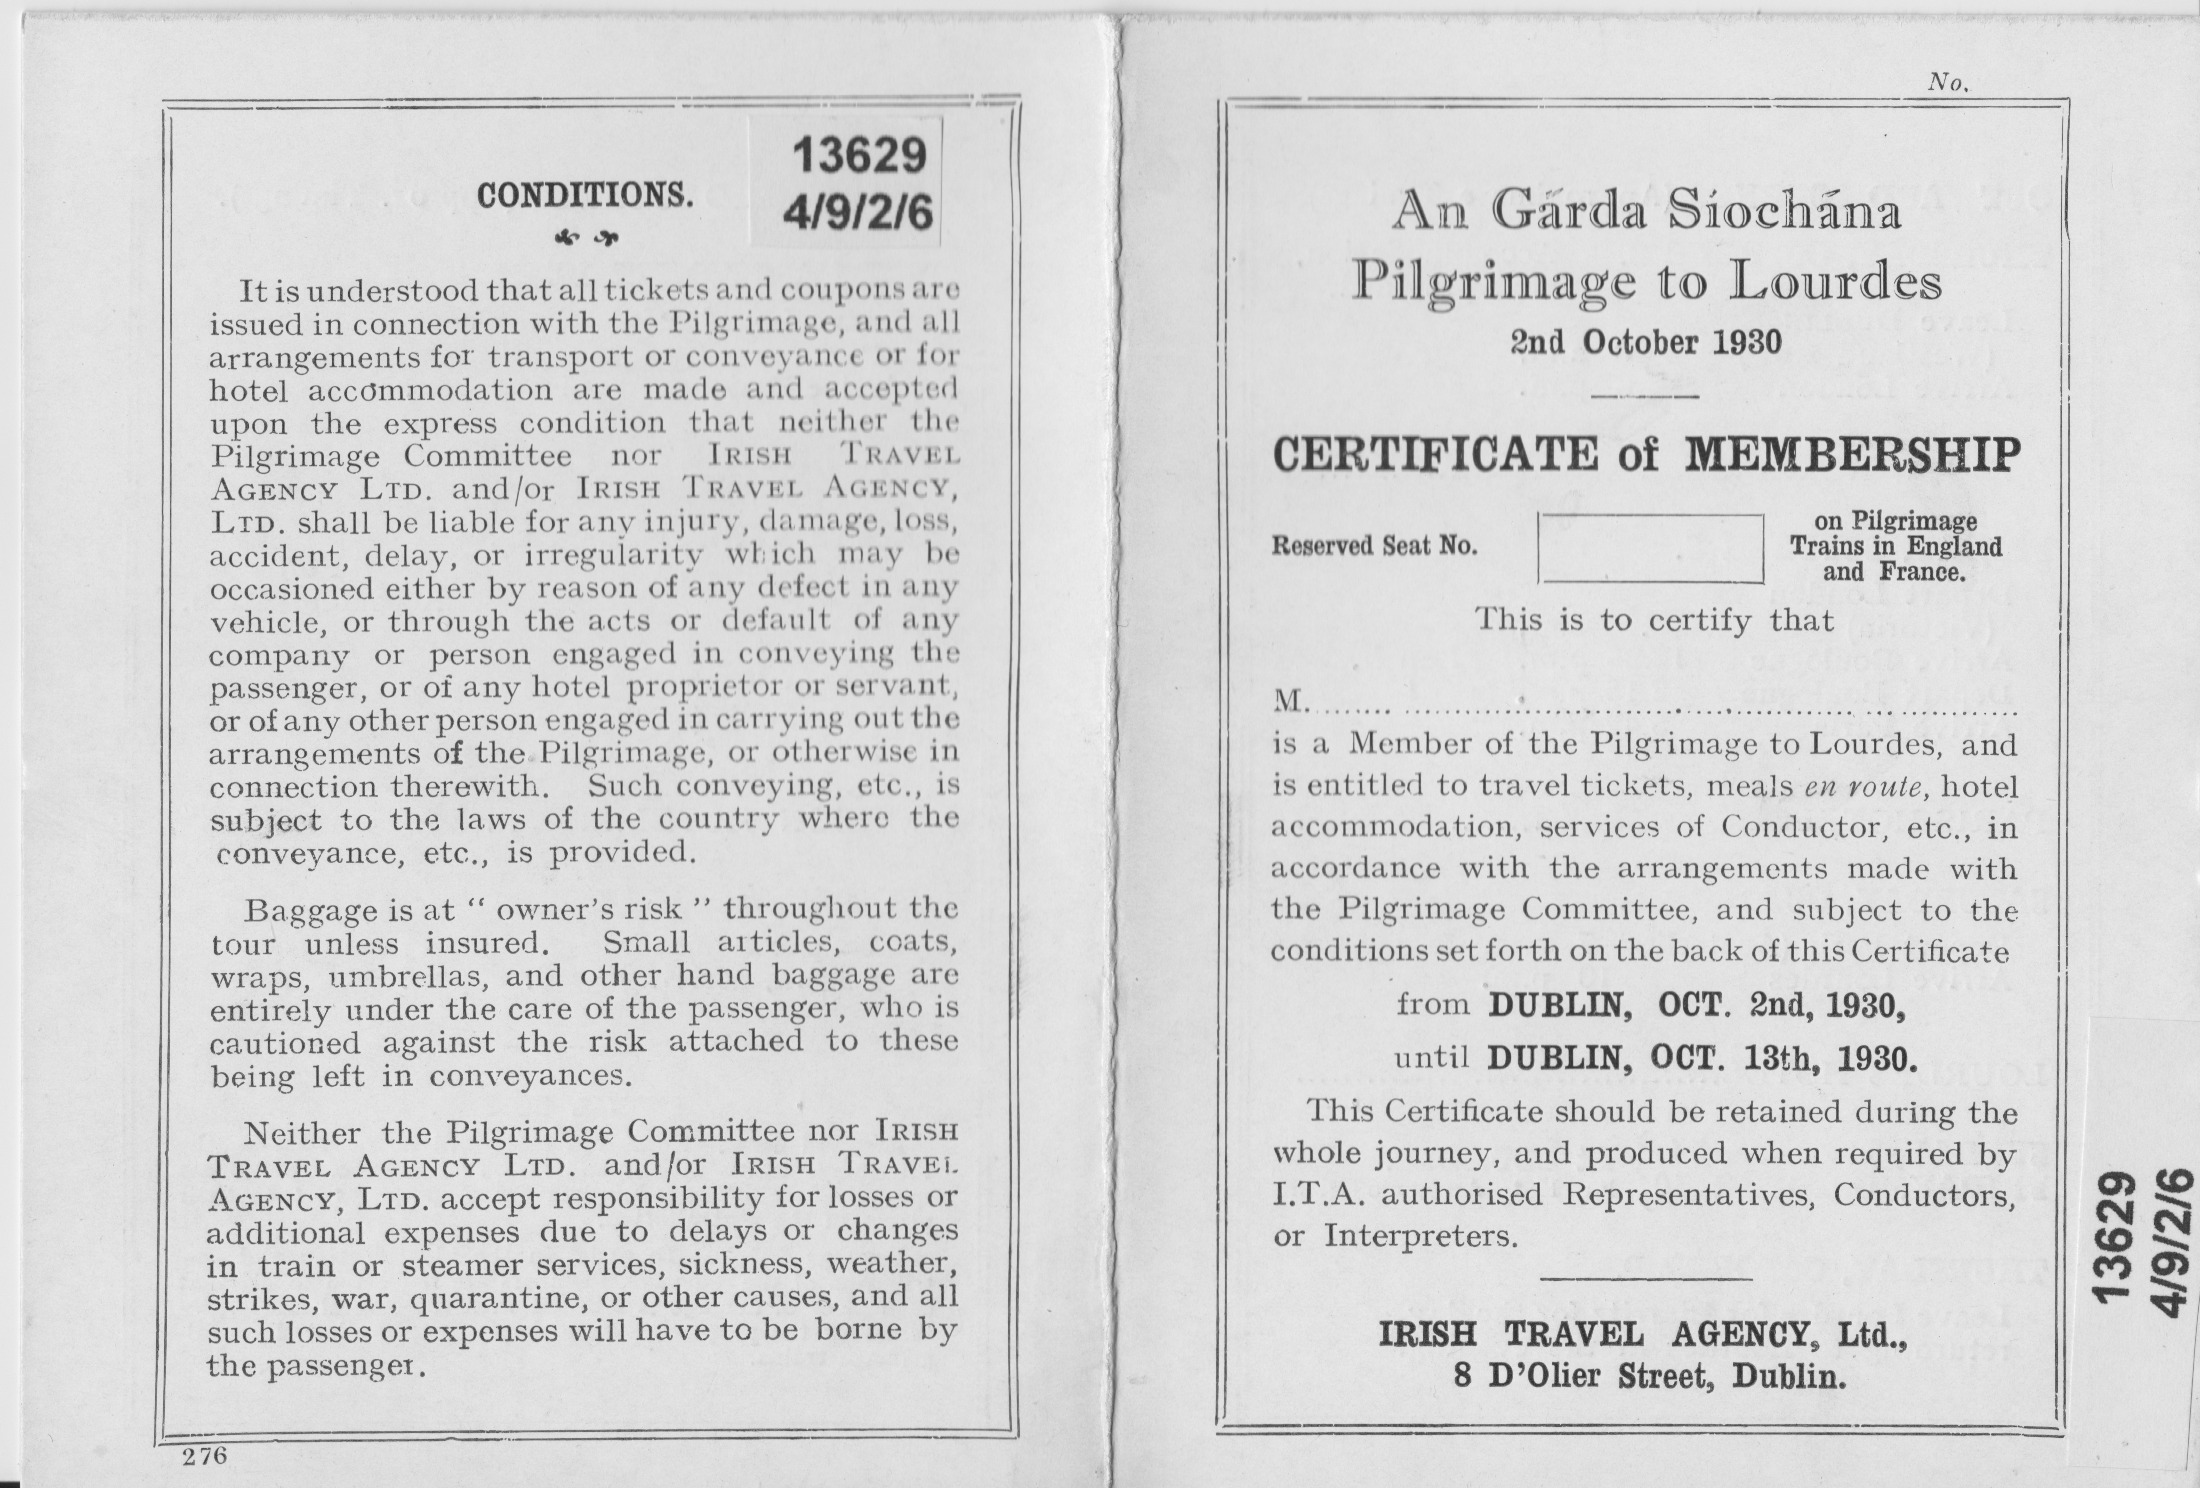 CONDITIONS.
13629
4/9/2/6
It is understood that all tickets and coupons are
issued in connection with the Pilgrimage, and all
arrangements for transport or conveyance or for
hotel accommodation are made and accepted
upon the express condition that neither the
Pilgrimage Committee nor IRISH TRAVEL
AGENCY LTD. and/or IRISH TRAVEL AGENCY,
LTD. shall be liable for any injury, damage, loss,
accident, delay, or irregularity which may be
occasioned either by reason of any defect in any
vehicle, or through the acts or default of any
company or person engaged in conveying the
passenger, or of any hotel proprietor or servant,
or of any other person engaged in carrying out the
arrangements of the Pilgrimage, or otherwise in
connection therewith. Such conveying, etc., is
subject to the laws of the country where the
conveyance, etc., is provided.
Baggage is at " owner's risk " throughout the
tour unless insured. Small articles, coats,
wraps, umbrellas, and other hand baggage are
entirely under the care of the passenger, who is
cautioned against the risk attached to these
being left in conveyances.
Neither the Pilgrimage Committee nor IRISH
TRAVEL AGENCY LTD. and/or IRISH TRAVEL
AGENCY, LTD. accept responsibility for losses or
additional expenses due to delays or changes
in train or steamer services, sickness, weather,
strikes, war, quarantine, or other causes, and all
such losses or expenses will have to be borne by
the passenger.
276
No.
An Gárda Síochána
Pilgrimage to Lourdes
2nd October 1930
CERTIFICATE of MEMBERSHIP
Reserved Seat No.
on Pilgrimage
Trains in England
and France.
This is to certify that
M.
is a Member of the Pilgrimage to Lourdes, and
is entitled to travel tickets, meals en route, hotel
accommodation, services of Conductor, etc., in
accordance with the arrangements made with
the Pilgrimage Committee, and subject to the
conditions set forth on the back of this Certificate
from DUBLIN, OCT. 2nd, 1930,
until DUBLIN, OCT. 13th, 1930.
This Certificate should be retained during the
whole journey, and produced when required by
I.T.A. authorised Representatives, Conductors,
or Interpreters.
IRISH TRAVEL AGENCY, Ltd.,
8 D'Olier Street, Dublin.
13629
4/9/2/6